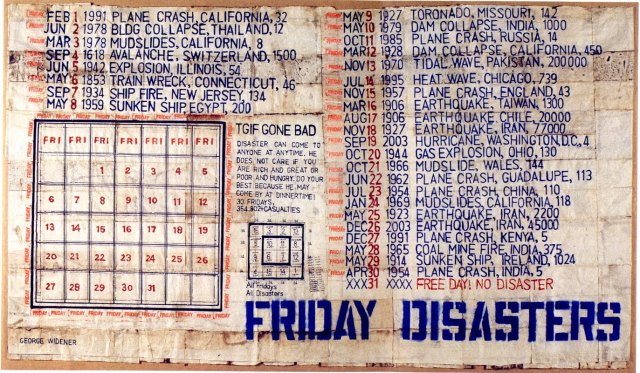 FEB 1 1991 PLANE CRASH, CALIFORNIA, 32
JUN 2 1978 BLDG COLLAPSE, THAILAND, 12
MAR 3 1978 MUDSLIDES, CALIFORNIA, 8
SEP 4 1618 AVALANCHE, SWITZERLAND, 1500
JUN 5 1942 EXPLOSION, ILLINOIS, 54
MAY 6 1853 TRAIN WRECK, CONNECTICUT, 46
SEP 7 1934 SHIP FIRE, NEW JERSEY, 134
MAY 8 1959 SUNKEN SHIP, EGYPT, 200
FRIDAY FRIDAY FRIDAY FRIDAY FRIDAY FRIDAY
FRI FRI FRI FRI FRI FRI FRI
1 2 3 4 5
6 7 8 9 10 11 12
13 14 15 16 17 18 19
20 21 22 23 24 25 26
27 28 29 30 31
FRIDAY FRIDAY FRIDAY FRIDAY FRIDAY FRIDAY
GEORGE WIDENER
TGIF GONE BAD
DISASTER CAN COME TO
ANYONE AT ANYTIME. HE
DOES NOT CARE IF YOU
ARE RICH AND GREAT OR
POOR AND HUNGRY. DO YOUR
BEST BECAUSE HE MAY
COME BY AT DINNERTIME!
30 FRIDAYS,
CASUALTIES
All Fridays
All Disasters
MAY 9 1927 TORONADO, MISSOURI, 142
MAY 10 1979 DAM COLLAPSE, INDIA, 1000
OCT 11 1985 PLANE CRASH, RUSSIA, 14
MAR 12 1928 DAM COLLAPSE, CALIFORNIA, 450
NOV 13 1970 TIDAL WAVE, PAKISTAN, 200000
JUL 14 1995 HEAT WAVE, CHICAGO, 739
NOV 15 1957 PLANE CRASH, ENGLAND, 43
MAR 16 1906 EARTHQUAKE, TAIWAN, 1300
AUG 17 1906 EARTHQUAKE CHILE, 20000
NOV 18 1927 EARTHQUAKE, IRAN, 77000
SEP 19 2003 HURRICANE, WASHINGTON,D.C, 4
OCT 20 1944 GAS EXPLOSION, OHIO, 130
OCT 21 1966 MUDSLIDE, WALES, 144
JUN 22 1962 PLANE CRASH, GUADALUPE, 113
JUL 23 1954 PLANE CRASH, CHINA, 110
JAN 24 1969 MUDSLIDES, CALIFORNIA, 118
MAY 25 1923 EARTHQUAKE, IRAN, 2200
DEC 26 2003 EARTHQUAKE, IRAN, 45000
DEC 27 1991 PLANE CRASH, KENYA, 5
MAY 28 1965 COAL MINE FIRE, INDIA, 375
MAY 29 1914 SUNKEN SHIP, IRELAND, 1024
APR 30 1954 PLANE CRASH, INDIA, 5
XXX 31 XXXX FREE DAY! NO DISASTER
FRIDAY DISASTERS